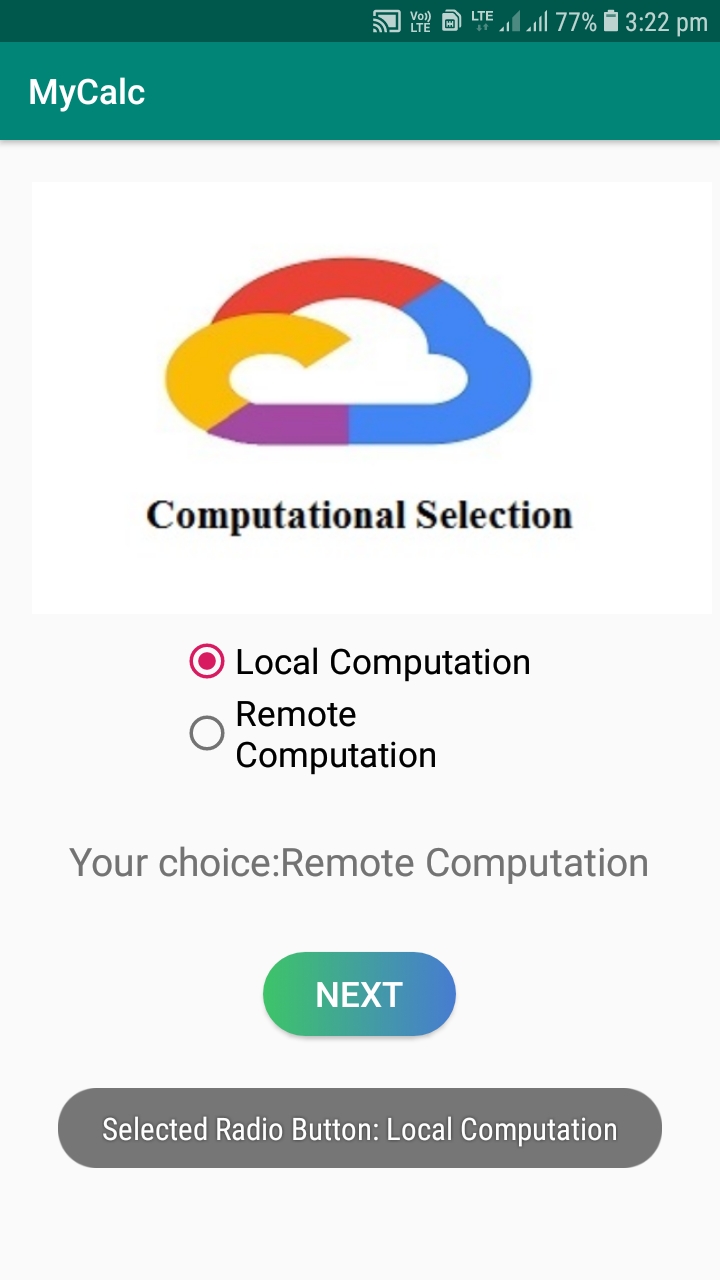 Vo)) LTE LTE 77% 3:22 pm
MyCalc
Computational Selection
Local Computation
Remote
Computation
Your choice:Remote Computation
NEXT
Selected Radio Button: Local Computation